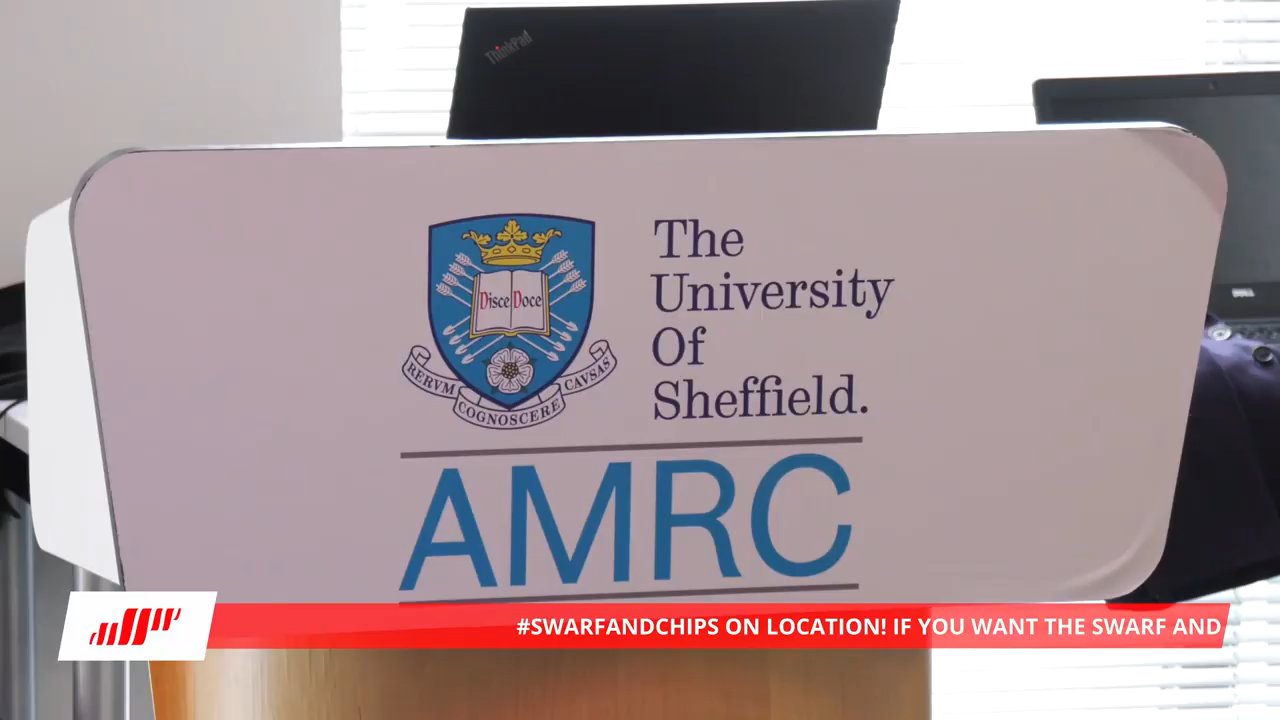 ThinkPad
DELL
The
University
Of
Sheffield.
Disce Doce
RERVM COGNOSCERE CAVSAS
AMRC
#SWARFANDCHIPS ON LOCATION! IF YOU WANT THE SWARF AND